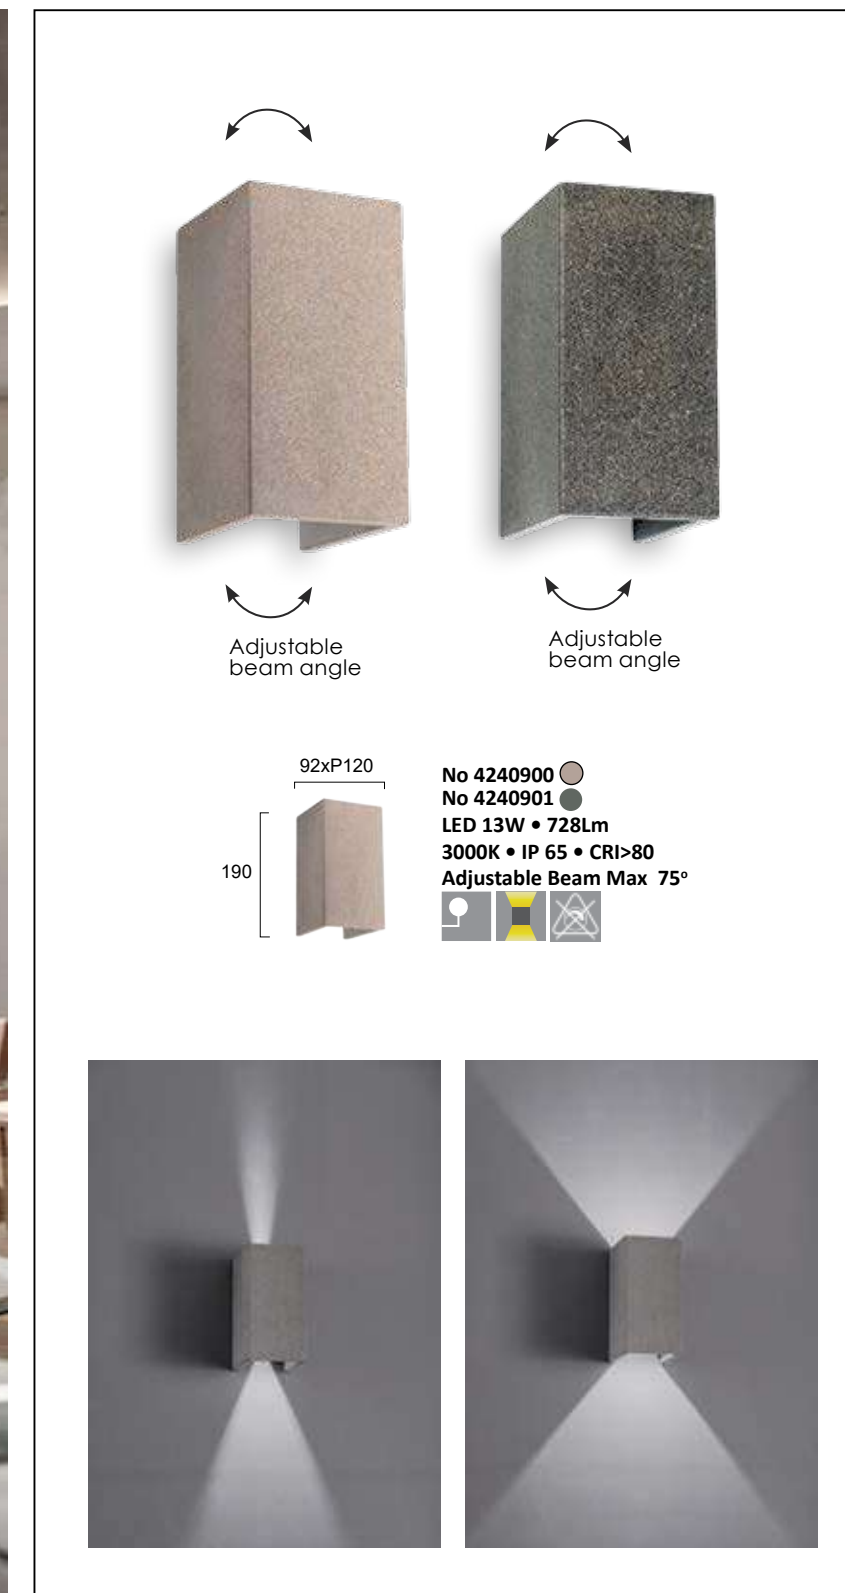 Adjustable
beam angle
Adjustable
beam angle
92xP120
190
No 4240900
No 4240901
LED 13W • 728Lm
3000K • IP 65 • CRI>80
Adjustable Beam Max 75º